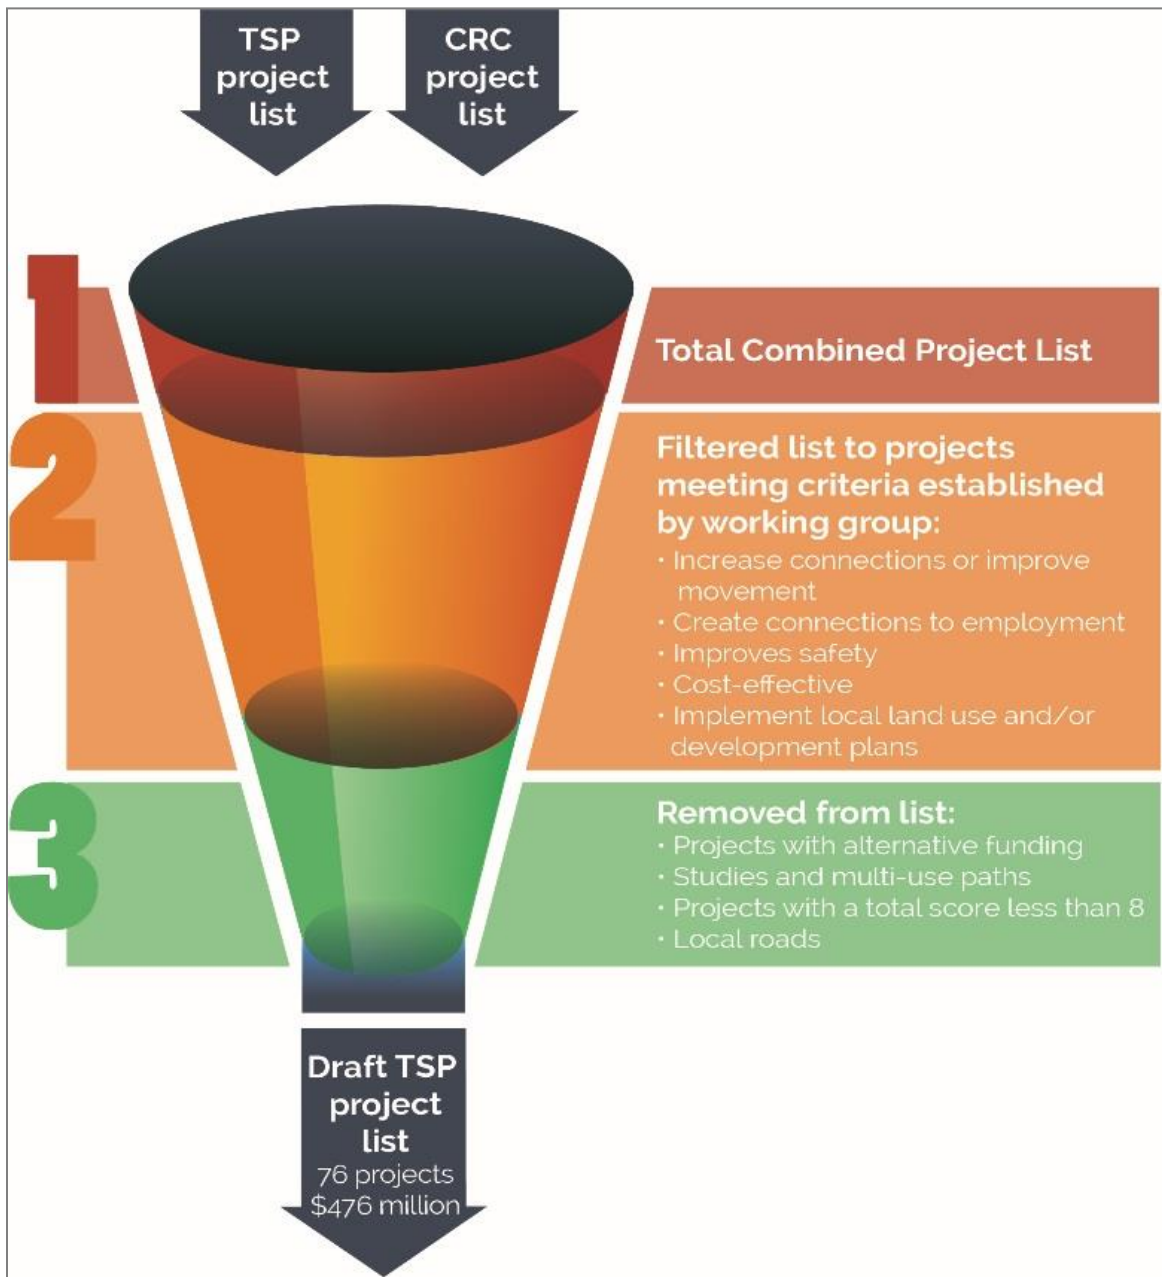 TSP
project
list
CRC
project
list
1
Total Combined Project List
2
Filtered list to projects
meeting criteria established
by working group:
• Increase connections or improve
movement
• Create connections to employment
• Improves safety
• Cost-effective
• Implement local land use and/or
development plans
3
Removed from list:
• Projects with alternative funding
• Studies and multi-use paths
• Projects with a total score less than 8
• Local roads
Draft TSP
project
list
76 projects
$476 million